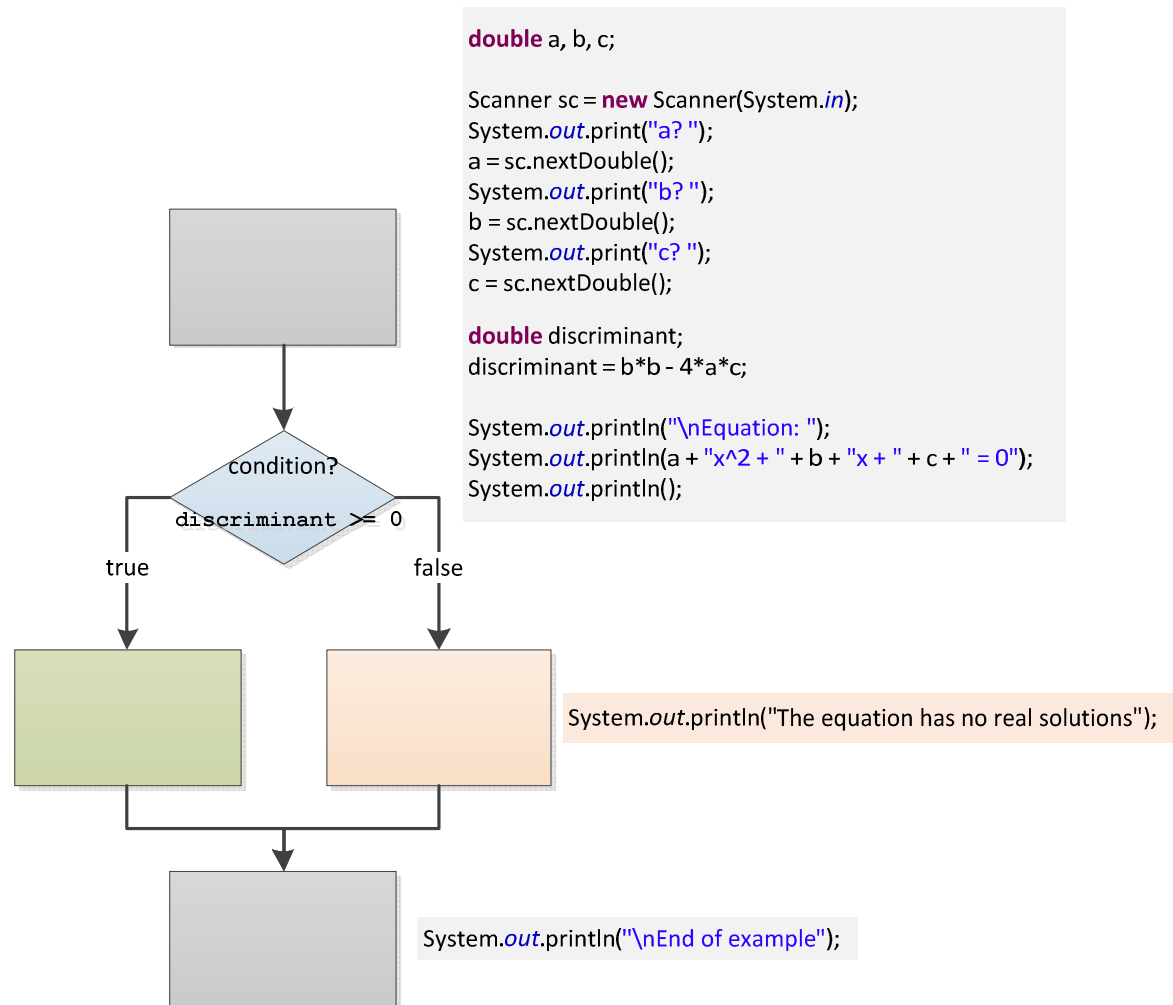 double a, b, c;
Scanner sc = new Scanner(System.in);
System.out.print("a? ");
a = sc.nextDouble();
System.out.print("b? ");
b = sc.nextDouble();
System.out.print("c? ");
c = sc.nextDouble();
double discriminant;
discriminant = b*b - 4*a*c;
System.out.println("\nEquation: ");
System.out.println(a + "x^2 + " + b + "x + " + c + " = 0");
System.out.println();
condition?
discriminant >= 0
true
false
System.out.println("The equation has no real solutions");
System.out.println("\nEnd of example");